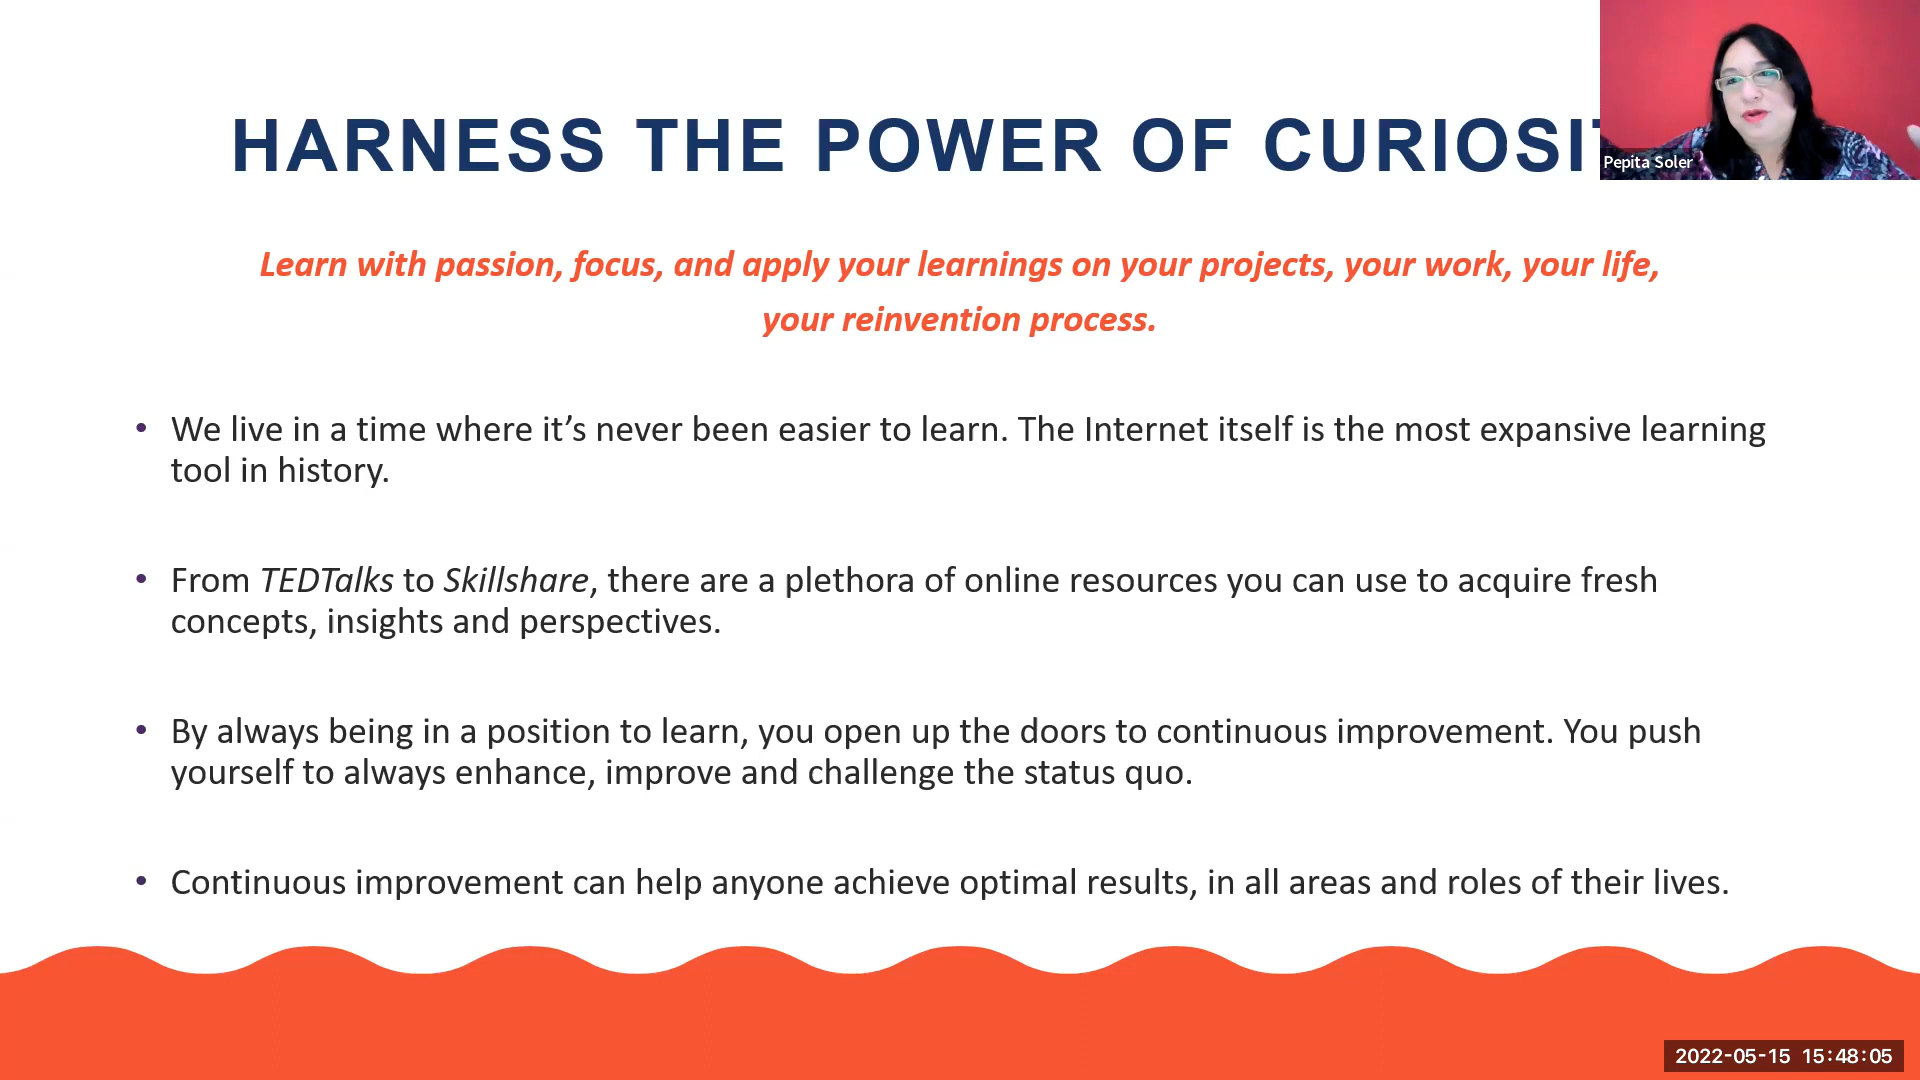 HARNESS THE POWER OF CURIOSI
Pepita Soler
Learn with passion, focus, and apply your learnings on your projects, your work, your life,
your reinvention process.
• We live in a time where it’s never been easier to learn. The Internet itself is the most expansive learning
tool in history.
• From TEDTalks to Skillshare, there are a plethora of online resources you can use to acquire fresh
concepts, insights and perspectives.
• By always being in a position to learn, you open up the doors to continuous improvement. You push
yourself to always enhance, improve and challenge the status quo.
• Continuous improvement can help anyone achieve optimal results, in all areas and roles of their lives.
2022-05-15 15:48:05